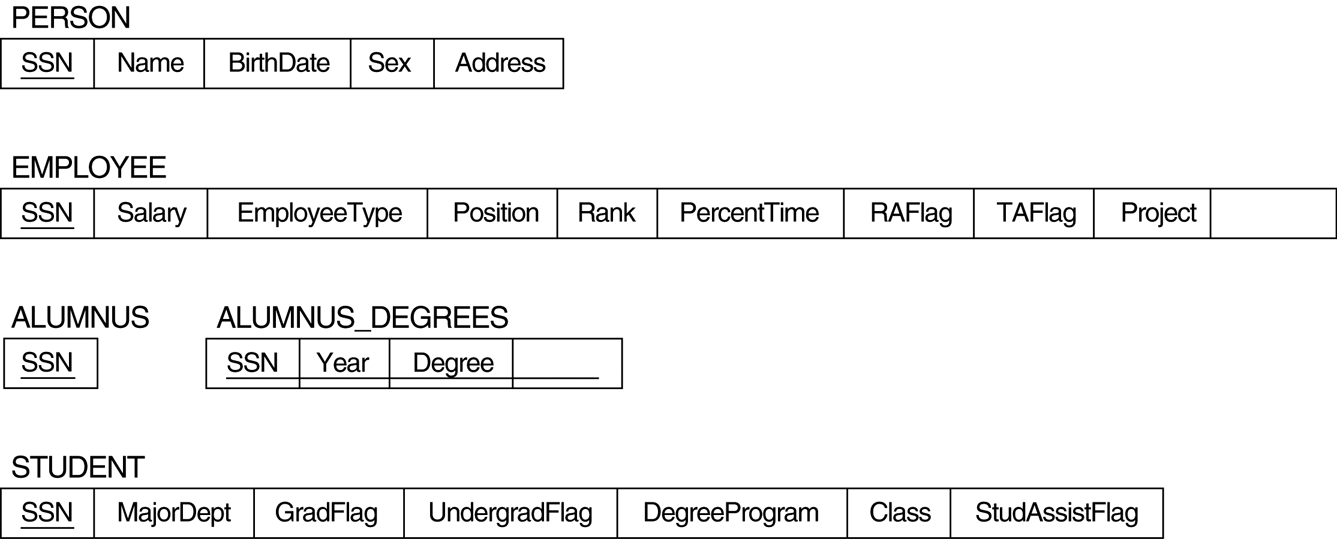 PERSON
SSN Name BirthDate Sex Address
EMPLOYEE
SSN Salary EmployeeType Position Rank PercentTime RAFlag TAFlag Project
ALUMNUS ALUMNUS_DEGREES
SSN SSN Year Degree
STUDENT
SSN MajorDept GradFlag UndergradFlag DegreeProgram Class StudAssistFlag